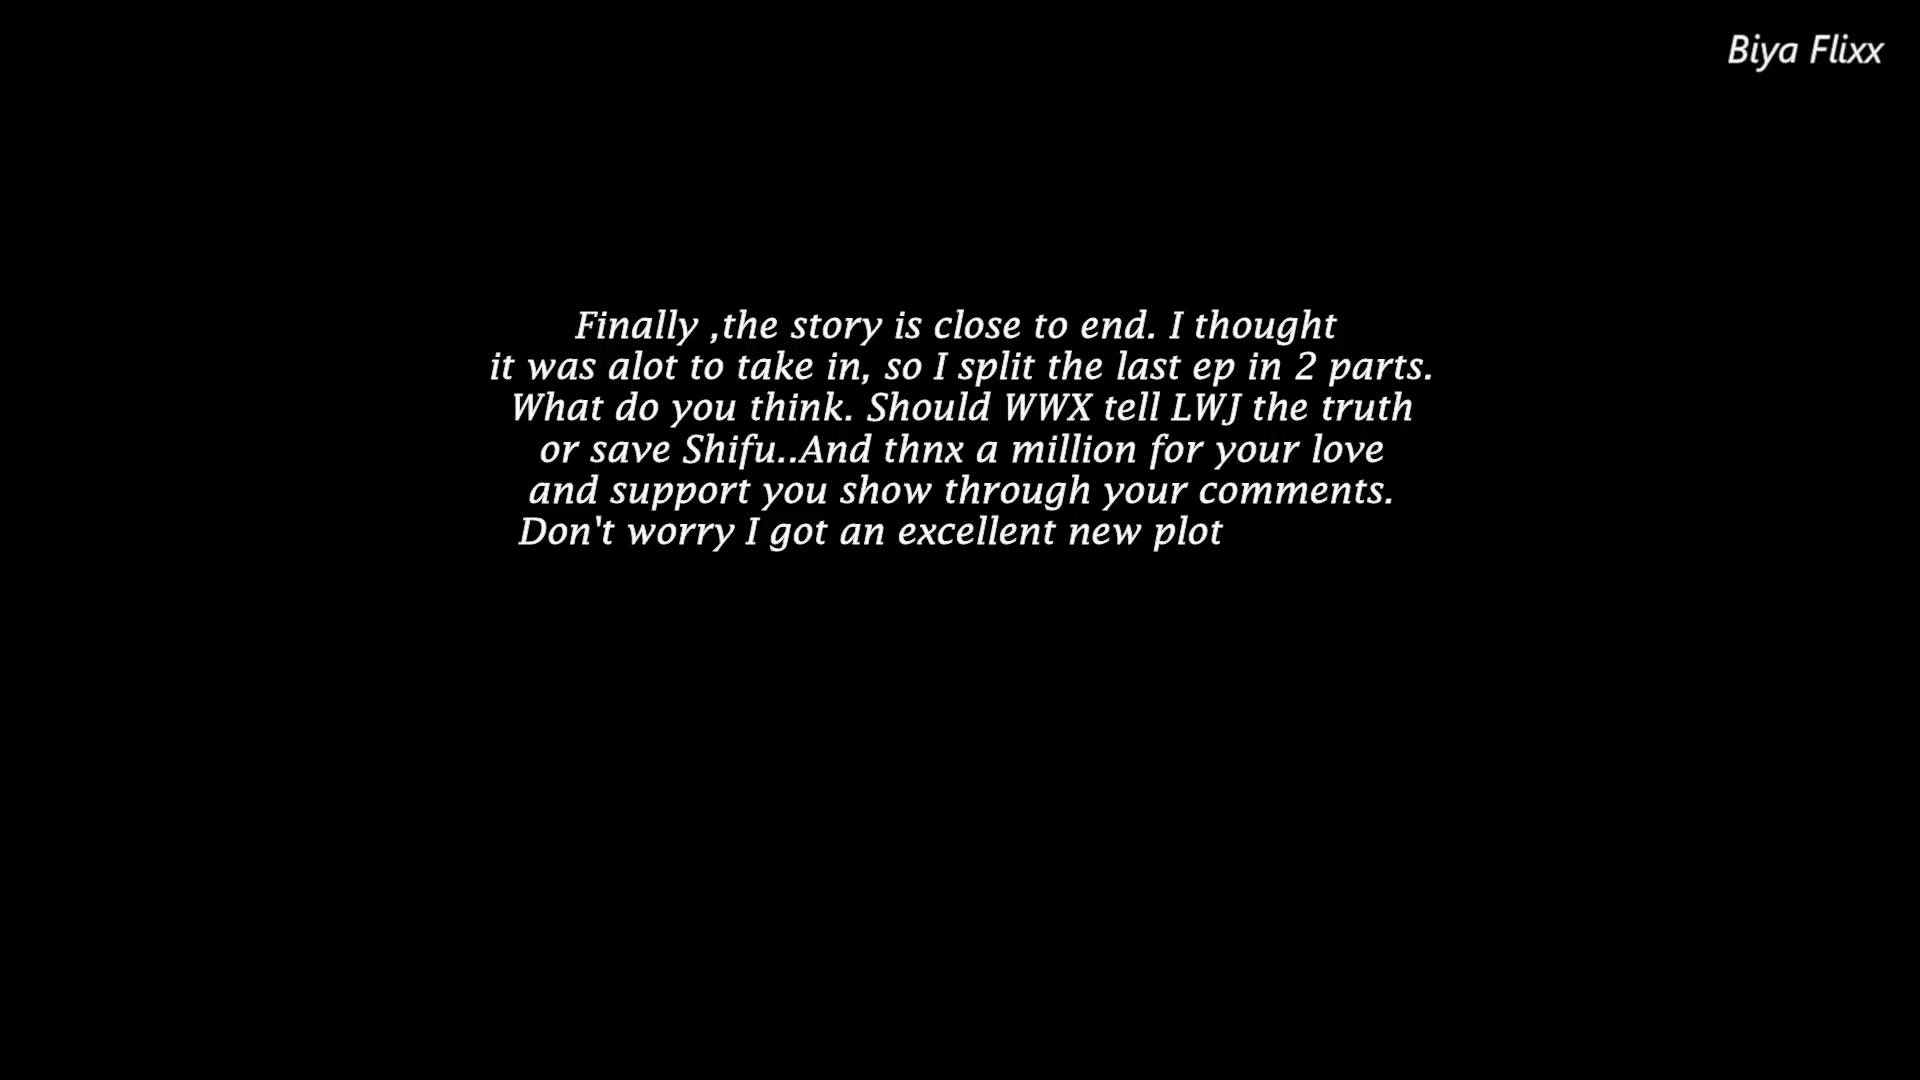 Biya Flixx
Finally ,the story is close to end. I thought
it was alot to take in, so I split the last ep in 2 parts.
What do you think. Should WWX tell LWJ the truth
or save Shifu..And thnx a million for your love
and support you show through your comments.
Don't worry I got an excellent new plot